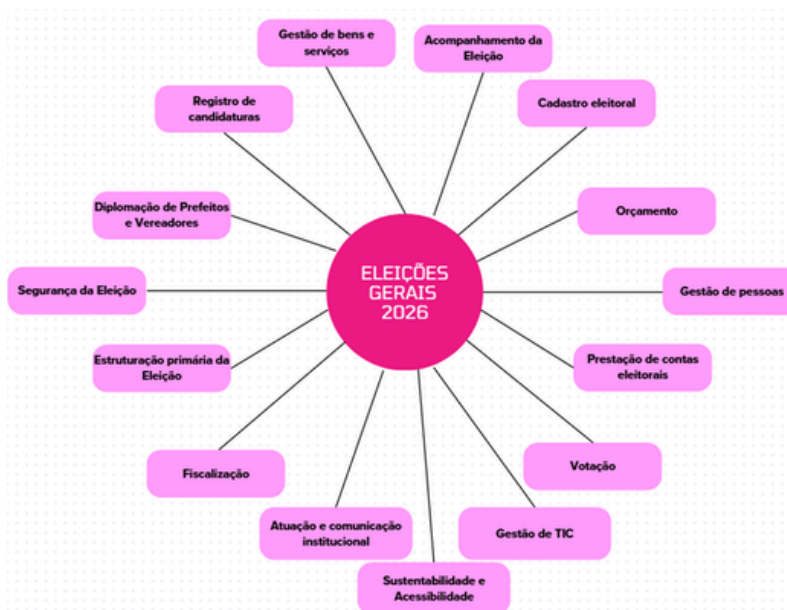 Gestão de bens e
serviços
Acompanhamento da
Eleição
Registro de
candidaturas
Cadastro eleitoral
Diplomação de Prefeitos
e Vereadores
Orçamento
ELEIÇÕES
GERAIS
2026
Segurança da Eleição
Gestão de pessoas
Estruturação primária da
Eleição
Prestação de contas
eleitorais
Fiscalização
Votação
Atuação e comunicação
institucional
Gestão de TIC
Sustentabilidade e
Acessibilidade